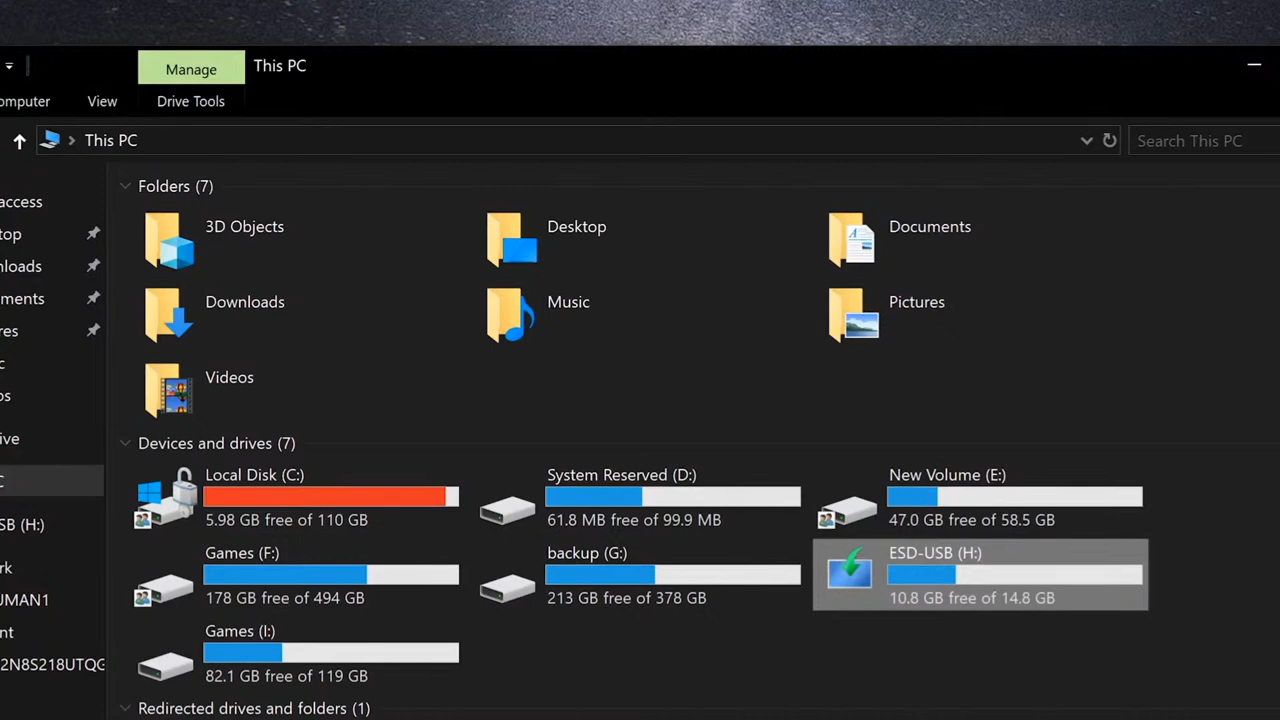 Manage
This PC
omputer
View
Drive Tools
This PC
Search This PC
access
top
nloads
ments
res
c
os
ive
C
SB (H:)
rk
UMAN1
nt
2N8S218UTQG
Folders (7)
3D Objects
Desktop
Documents
Downloads
Music
Pictures
Videos
Devices and drives (7)
Local Disk (C:)
5.98 GB free of 110 GB
System Reserved (D:)
61.8 MB free of 99.9 MB
New Volume (E:)
47.0 GB free of 58.5 GB
Games (F:)
178 GB free of 494 GB
backup (G:)
213 GB free of 378 GB
ESD-USB (H:)
10.8 GB free of 14.8 GB
Games (I:)
82.1 GB free of 119 GB
Redirected drives and folders (1)